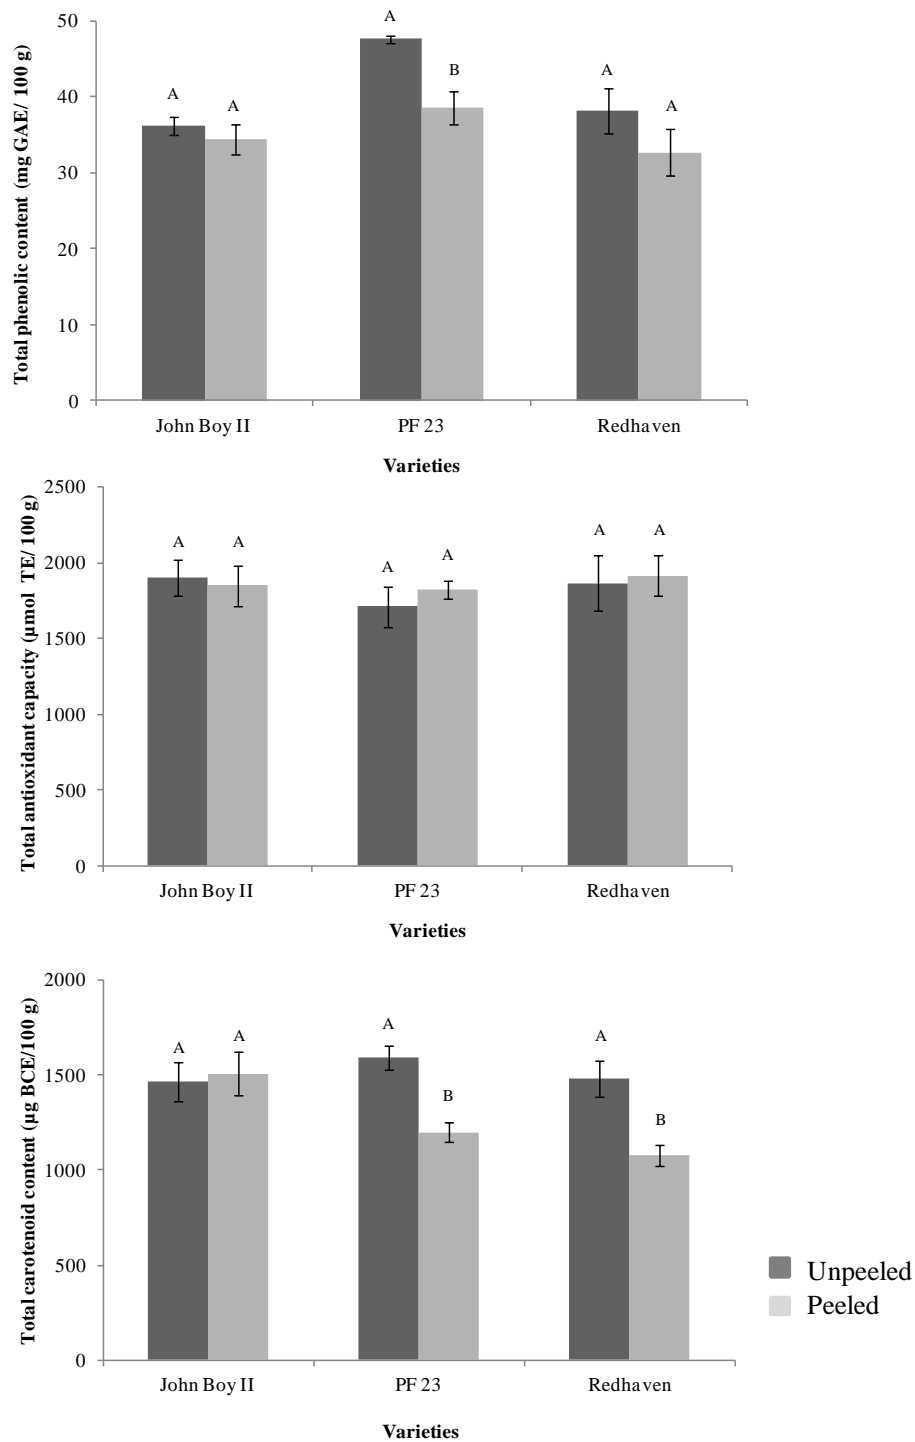 Total phenolic content (mg GAE/ 100 g)
50
40
30
20
10
0
A
A
A
B
A
A
John Boy II
PF 23
Redhaven
Varieties
Total antioxidant capacity (µmol TE/ 100 g)
2500
2000
1500
1000
500
0
A
A
A
A
A
A
John Boy II
PF 23
Redhaven
Varieties
Total carotenoid content (µg BCE/100 g)
2000
1500
1000
500
0
A
A
A
B
A
B
John Boy II
PF 23
Redhaven
Varieties
Unpeeled
Peeled